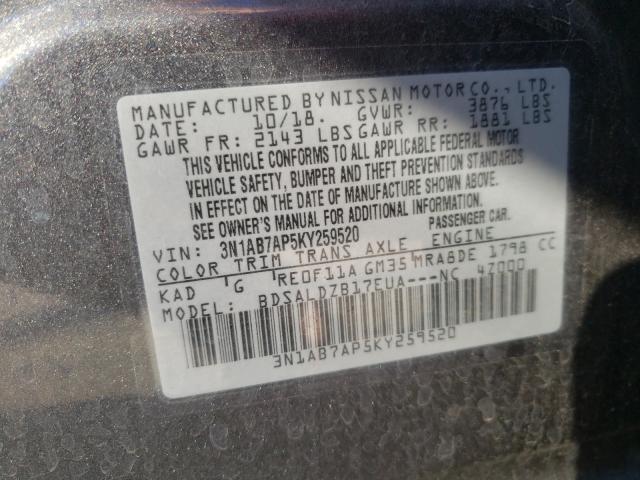 MANUFACTURED BY NISSAN MOTOR CO., LTD.
DATE: 10/18. GVWR: 3876 LBS
GAWR FR: 2143 LBS GAWR RR: 1881 LBS
THIS VEHICLE CONFORMS TO ALL APPLICABLE FEDERAL MOTOR
VEHICLE SAFETY, BUMPER AND THEFT PREVENTION STANDARDS
IN EFFECT ON THE DATE OF MANUFACTURE SHOWN ABOVE.
SEE OWNER'S MANUAL FOR ADDITIONAL INFORMATION.
VIN: 3N1AB7AP5KY259520 PASSENGER CAR.
COLOR TRIM TRANS AXLE ENGINE
KAD G RE0F11A GM35 MRA8DE 1798 CC
MODEL: BDSALDZB17EUA---NC 4Z000
3N1AB7AP5KY259520